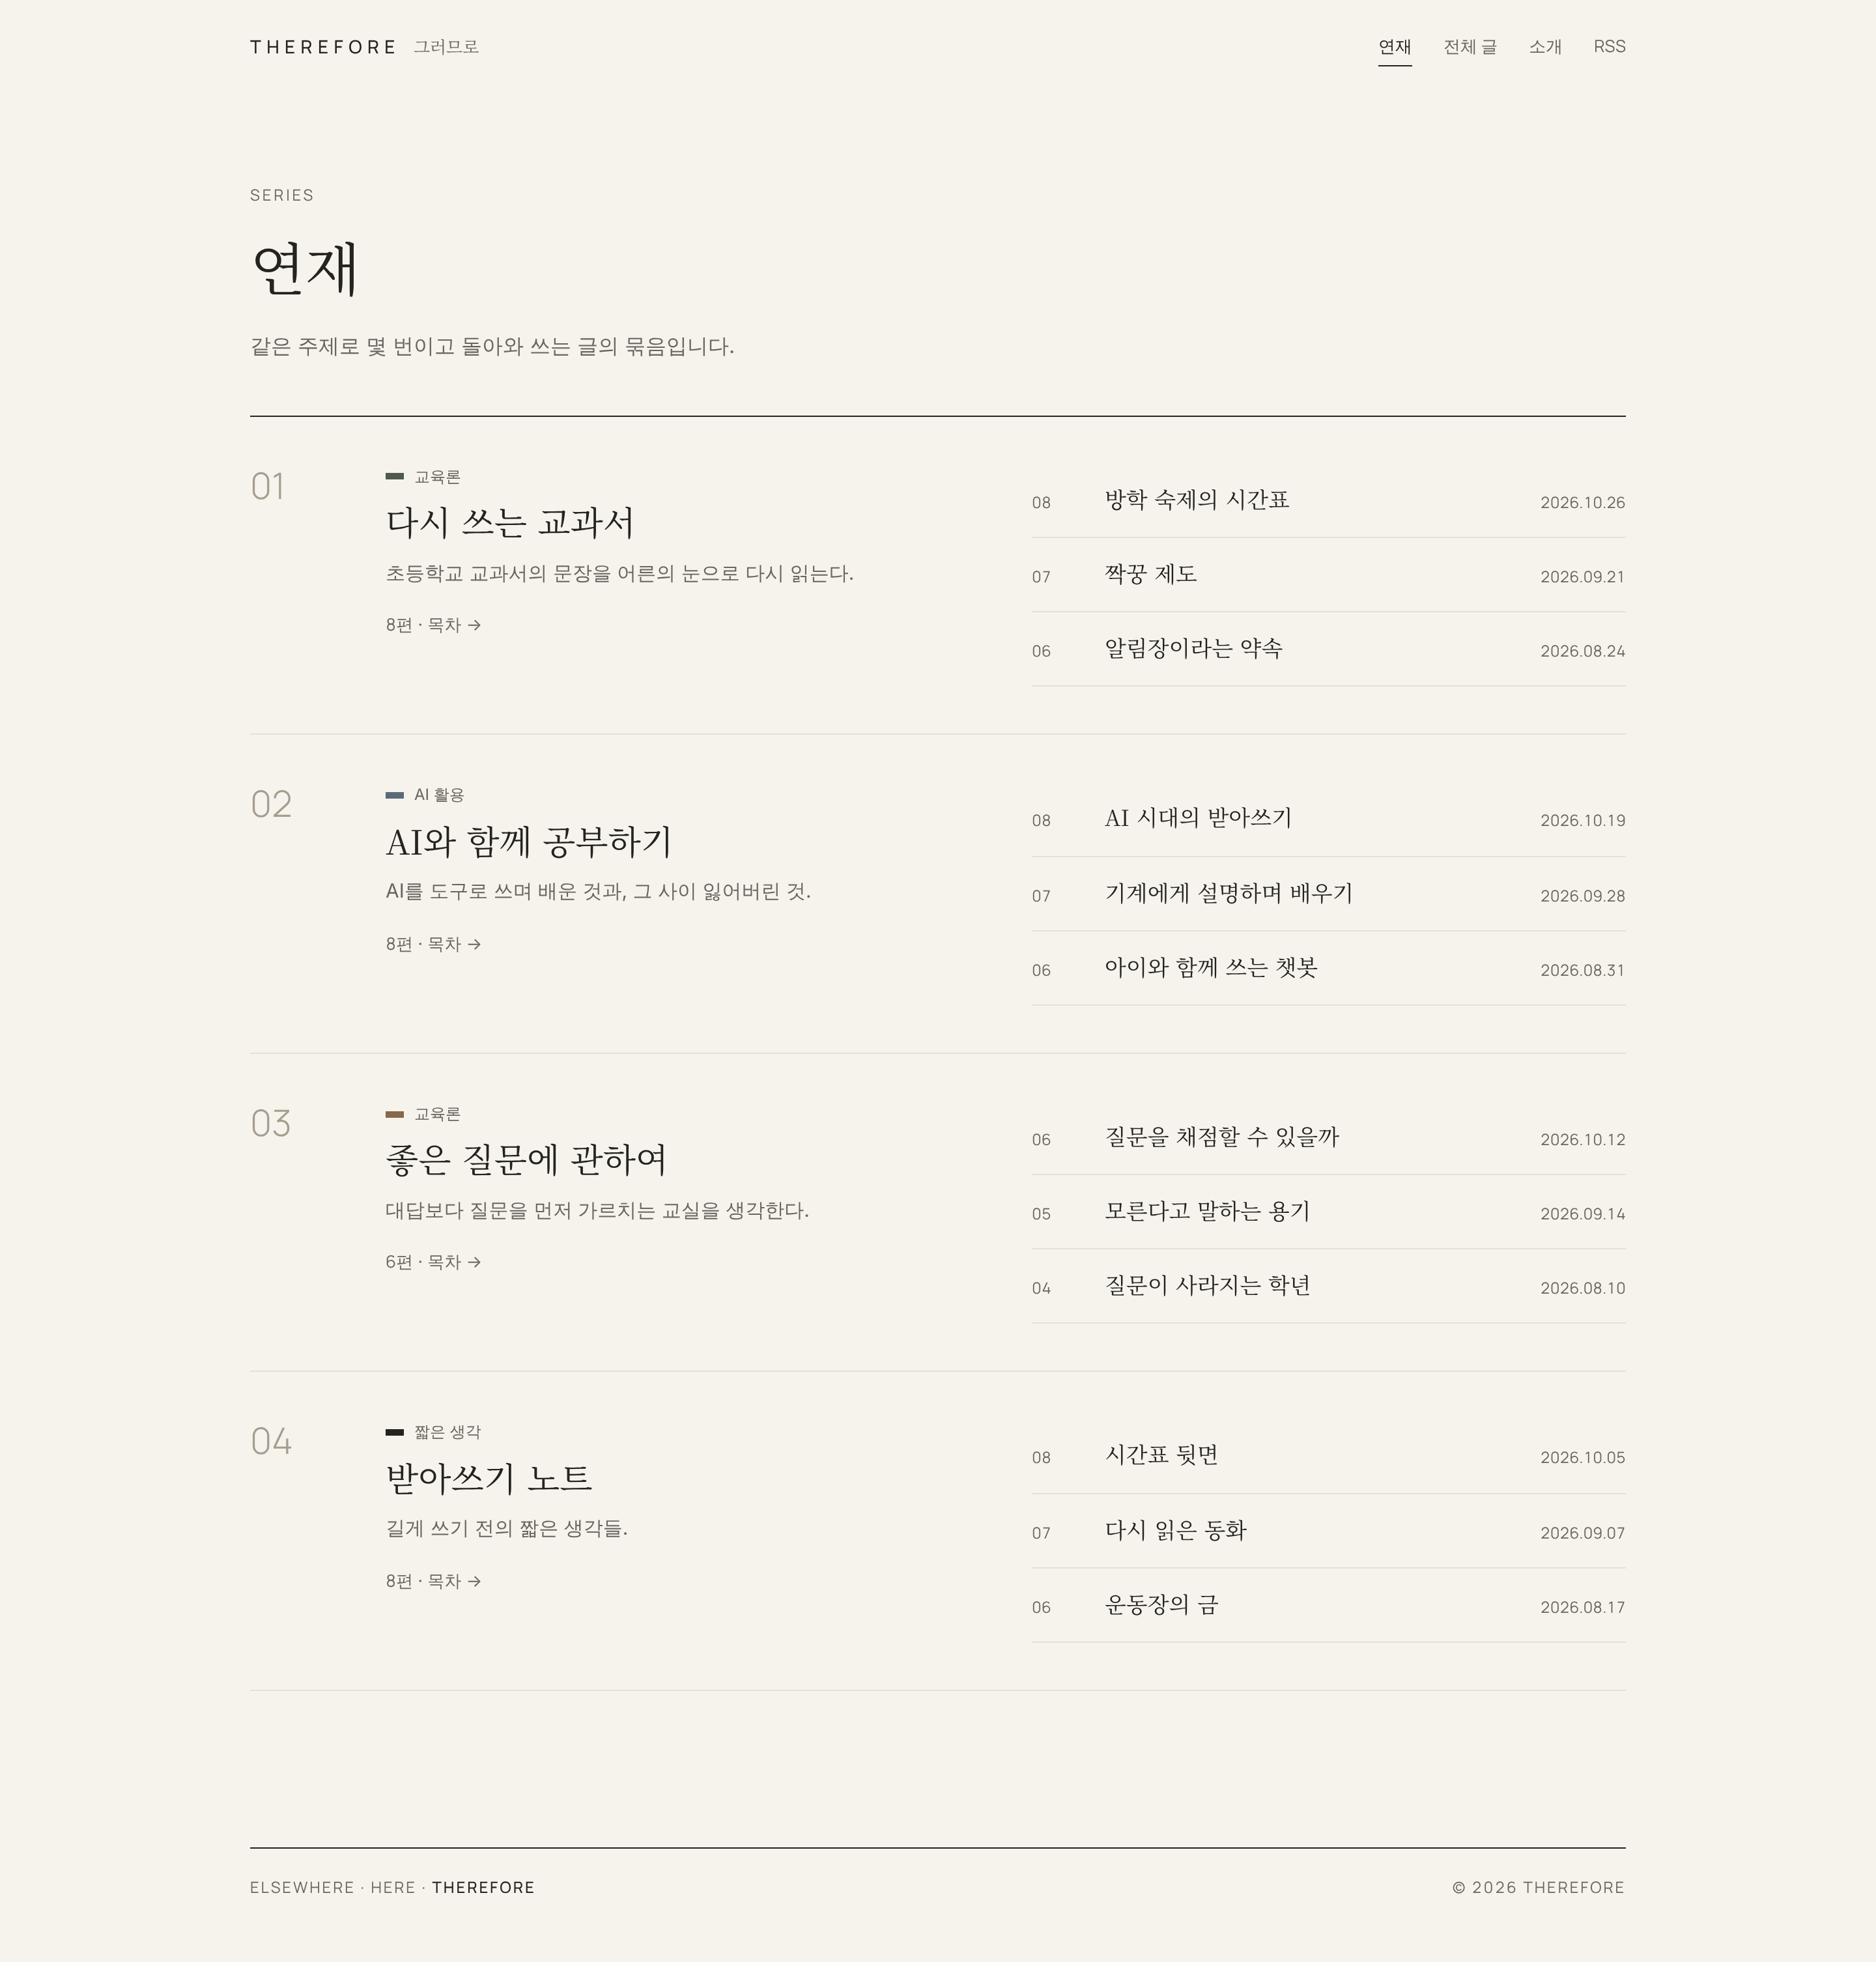 THEREFORE 그러므로
연재 전체 글 소개 RSS
SERIES
연재
같은 주제로 몇 번이고 돌아와 쓰는 글의 묶음입니다.
01
교육론
다시 쓰는 교과서
초등학교 교과서의 문장을 어른의 눈으로 다시 읽는다.
8편 · 목차 →
08 방학 숙제의 시간표 2026.10.26
07 짝꿍 제도 2026.09.21
06 알림장이라는 약속 2026.08.24
02
AI 활용
AI와 함께 공부하기
AI를 도구로 쓰며 배운 것과, 그 사이 잃어버린 것.
8편 · 목차 →
08 AI 시대의 받아쓰기 2026.10.19
07 기계에게 설명하며 배우기 2026.09.28
06 아이와 함께 쓰는 챗봇 2026.08.31
03
교육론
좋은 질문에 관하여
대답보다 질문을 먼저 가르치는 교실을 생각한다.
6편 · 목차 →
06 질문을 채점할 수 있을까 2026.10.12
05 모른다고 말하는 용기 2026.09.14
04 질문이 사라지는 학년 2026.08.10
04
짧은 생각
받아쓰기 노트
길게 쓰기 전의 짧은 생각들.
8편 · 목차 →
08 시간표 뒷면 2026.10.05
07 다시 읽은 동화 2026.09.07
06 운동장의 금 2026.08.17
ELSEWHERE · HERE · THEREFORE
© 2026 THEREFORE